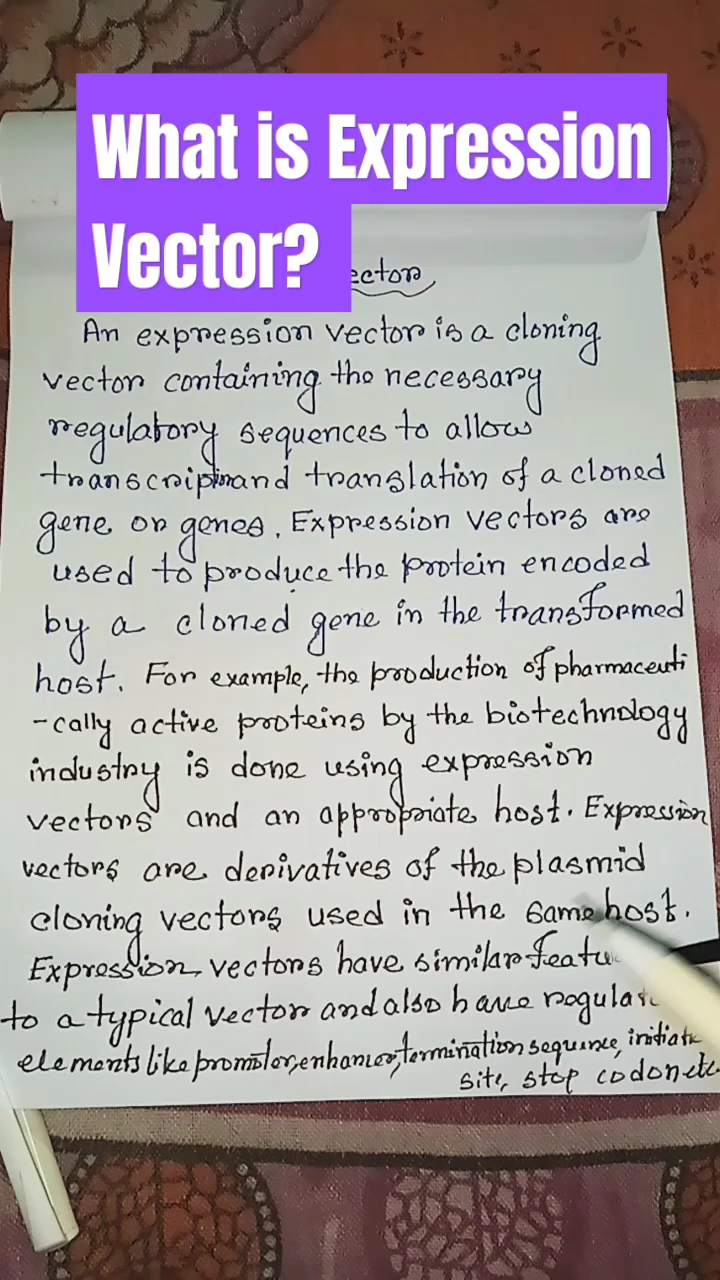 What is Expression
Vector?
ector
An expression vector is a cloning
vector containing the necessary
regulatory sequences to allow
transcription and translation of a cloned
gene or genes. Expression vectors are
used to produce the protein encoded
by a cloned gene in the transformed
host. For example, the production of pharmaceuti
-cally active proteins by the biotechnology
industry is done using expression
vectors and an appropriate host. Expression
vectors are derivatives of the plasmid
cloning vectors used in the same host.
Expression vectors have similar featu
to a typical vector and also have regulat
elements like promoter, enhancer, termination sequence, initiati
site, stop codon etc